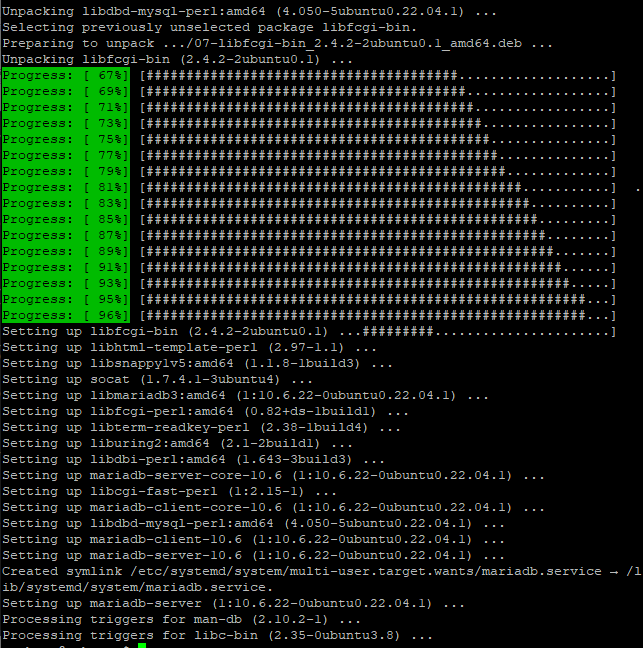 Unpacking libdbd-mysql-perl:amd64 (4.050-5ubuntu0.22.04.1) ...
Selecting previously unselected package libfcgi-bin.
Preparing to unpack .../07-libfcgi-bin_2.4.2-2ubuntu0.1_amd64.deb ...
Unpacking libfcgi-bin (2.4.2-2ubuntu0.1) ...
Progress: [ 67%] [#######################################...................]
Progress: [ 69%] [########################################..................]
Progress: [ 71%] [#########################################.................]
Progress: [ 73%] [##########################################................]
Progress: [ 75%] [###########################################...............]
Progress: [ 77%] [############################################..............]
Progress: [ 79%] [#############################################.............]
Progress: [ 81%] [###############################################...........]  .
Progress: [ 83%] [################################################..........]
Progress: [ 85%] [#################################################.........]
Progress: [ 87%] [##################################################........]
Progress: [ 89%] [###################################################.......]
Progress: [ 91%] [####################################################......]
Progress: [ 93%] [#####################################################.....]
Progress: [ 95%] [#######################################################...]
Progress: [ 96%] [#######################################################...]
Setting up libfcgi-bin (2.4.2-2ubuntu0.1) ...#########......................]
Setting up libhtml-template-perl (2.97-1.1) ...
Setting up libsnappy1v5:amd64 (1.1.8-1build3) ...
Setting up socat (1.7.4.1-3ubuntu4) ...
Setting up libmariadb3:amd64 (1:10.6.22-0ubuntu0.22.04.1) ...
Setting up libfcgi-perl:amd64 (0.82+ds-1build1) ...
Setting up libterm-readkey-perl (2.38-1build4) ...
Setting up liburing2:amd64 (2.1-2build1) ...
Setting up libdbi-perl:amd64 (1.643-3build3) ...
Setting up mariadb-server-core-10.6 (1:10.6.22-0ubuntu0.22.04.1) ...
Setting up libcgi-fast-perl (1:2.15-1) ...
Setting up mariadb-client-core-10.6 (1:10.6.22-0ubuntu0.22.04.1) ...
Setting up libdbd-mysql-perl:amd64 (4.050-5ubuntu0.22.04.1) ...
Setting up mariadb-client-10.6 (1:10.6.22-0ubuntu0.22.04.1) ...
Setting up mariadb-server-10.6 (1:10.6.22-0ubuntu0.22.04.1) ...
Created symlink /etc/systemd/system/multi-user.target.wants/mariadb.service → /l
ib/systemd/system/mariadb.service.
Setting up mariadb-server (1:10.6.22-0ubuntu0.22.04.1) ...
Processing triggers for man-db (2.10.2-1) ...
Processing triggers for libc-bin (2.35-0ubuntu3.8) ...